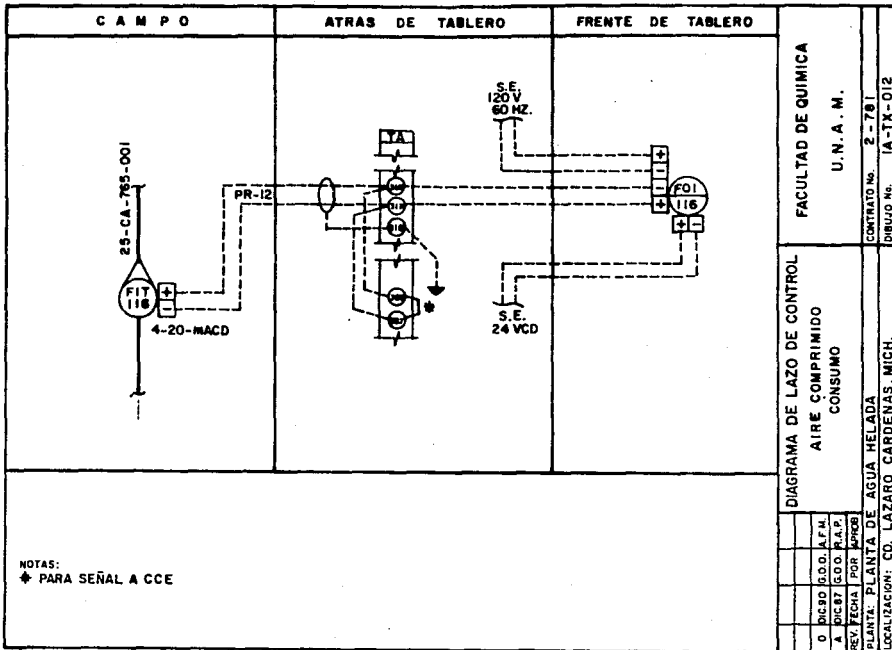 C A M P O
ATRAS DE TABLERO
FRENTE DE TABLERO
25-CA-765-001
FIT
116
+
-
4-20-MACD
PR-12
TA
S.E.
120 V
60 HZ.
+
-
-
+
FOI
116
+ -
S.E.
24 VCD
*
NOTAS:
* PARA SEÑAL A CCE
FACULTAD DE QUIMICA
U. N. A. M.
CONTRATO No. 2 - 781
DIBUJO No. IA-TX-012
DIAGRAMA DE LAZO DE CONTROL
AIRE COMPRIMIDO
CONSUMO
0 DIC.90 G.O.O. A.F.M.
A DIC.87 G.O.O. R.A.P.
REV. FECHA POR APROB
PLANTA: PLANTA DE AGUA HELADA
LOCALIZACION: CD. LAZARO CARDENAS, MICH.